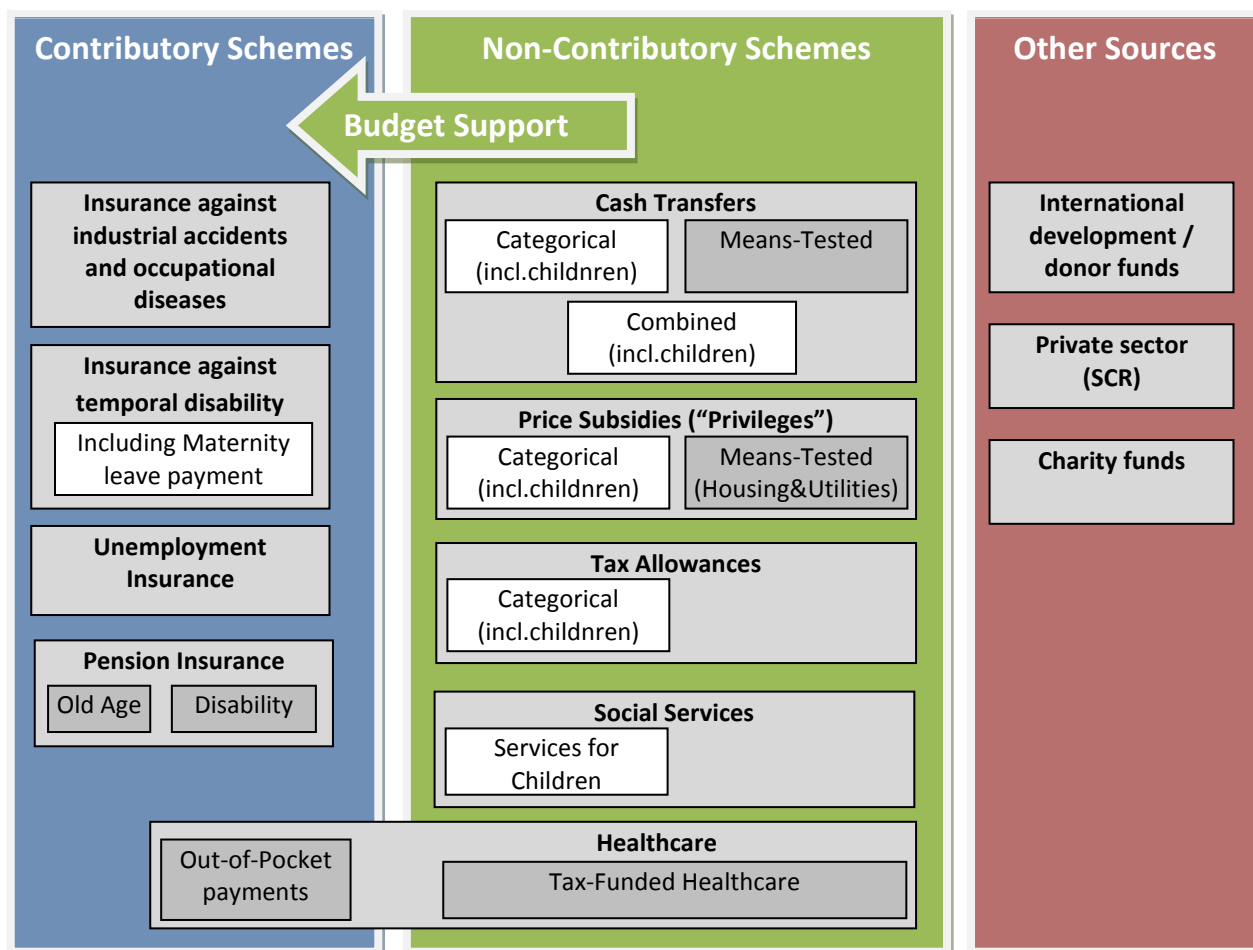 Contributory Schemes
Non-Contributory Schemes
Other Sources
Budget Support
Insurance against
industrial accidents
and occupational
diseases
Insurance against
temporal disability
Including Maternity
leave payment
Unemployment
Insurance
Pension Insurance
Old Age
Disability
Cash Transfers
Categorical
(incl.childnren)
Means-Tested
Combined
(incl.children)
Price Subsidies (“Privileges”)
Categorical
(incl.childnren)
Means-Tested
(Housing&Utilities)
Tax Allowances
Categorical
(incl.childnren)
Social Services
Services for
Children
Healthcare
Out-of-Pocket
payments
Tax-Funded Healthcare
International
development /
donor funds
Private sector
(SCR)
Charity funds